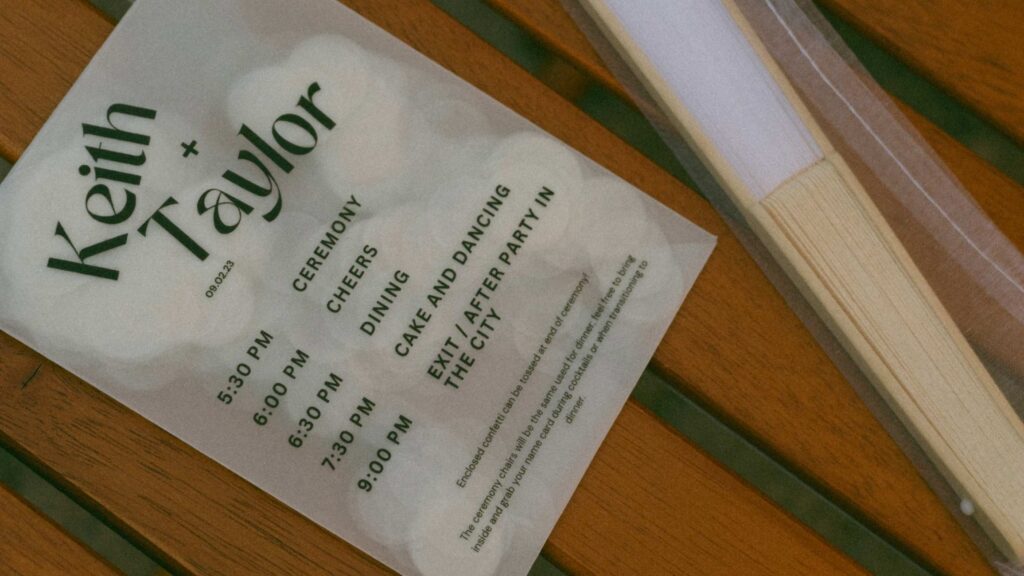 Keith
+
Taylor
09.02.23
5:30 PM CEREMONY
6:00 PM CHEERS
6:30 PM DINING
7:30 PM CAKE AND DANCING
9:00 PM EXIT / AFTER PARTY IN
THE CITY
Enclosed confetti can be tossed at end of ceremony!
The ceremony chairs will be the same used for dinner, feel free to bring
inside and grab your name card during cocktails or when transitioning to
dinner.